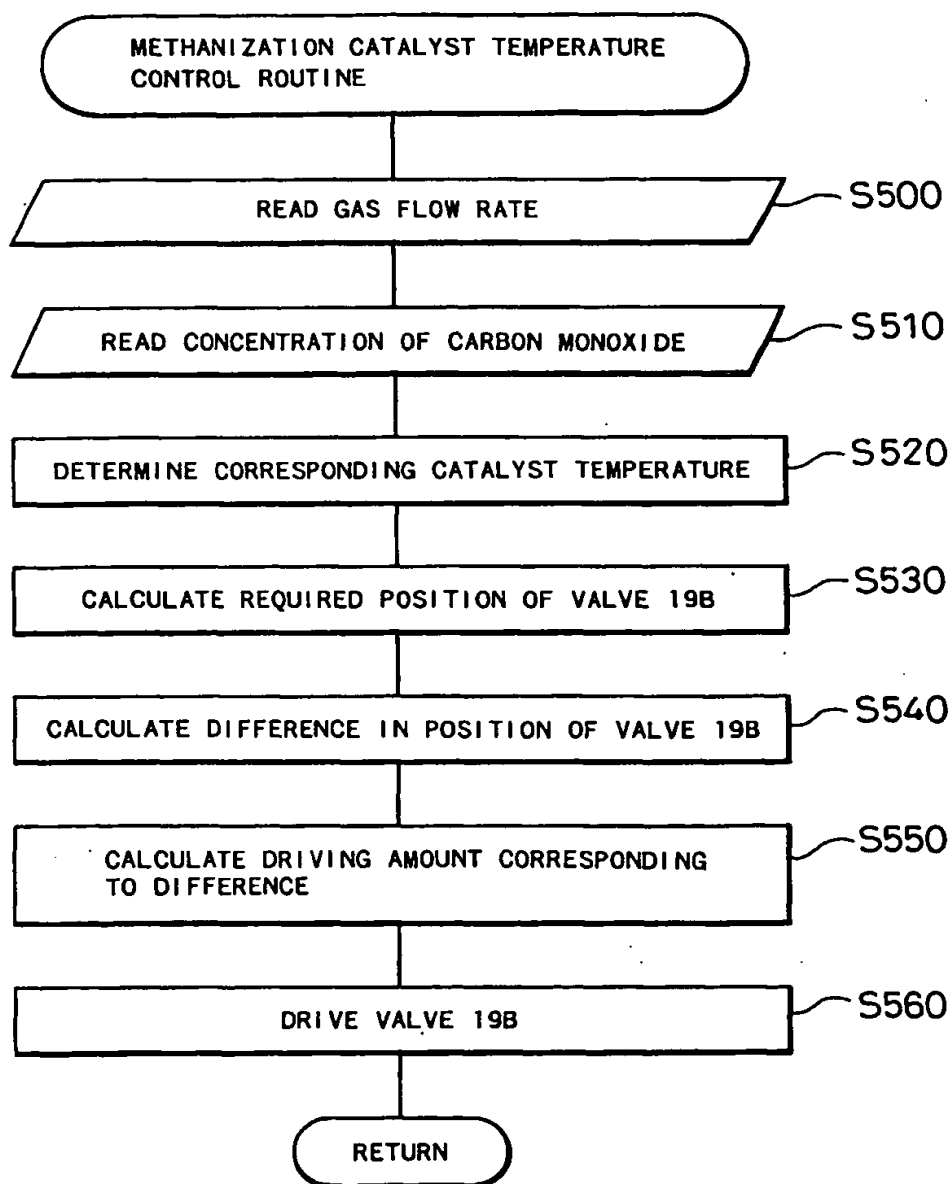 METHANIZATION CATALYST TEMPERATURE
CONTROL ROUTINE
READ GAS FLOW RATE
S500
READ CONCENTRATION OF CARBON MONOXIDE
S510
DETERMINE CORRESPONDING CATALYST TEMPERATURE
S520
CALCULATE REQUIRED POSITION OF VALVE 19B
S530
CALCULATE DIFFERENCE IN POSITION OF VALVE 19B
S540
CALCULATE DRIVING AMOUNT CORRESPONDING
TO DIFFERENCE
S550
DRIVE VALVE 19B
S560
RETURN